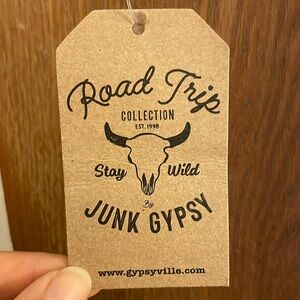 Road Trip
COLLECTION
EST. 1998
Stay Wild
By
JUNK GYPSY
www.gypsyville.com